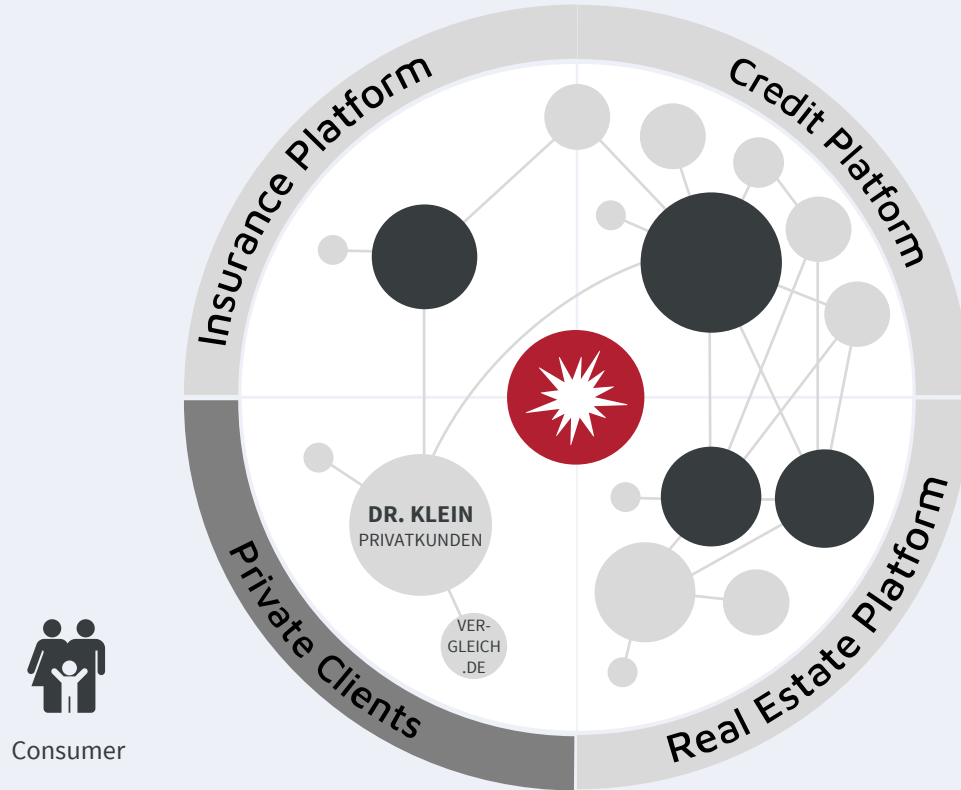 Insurance Platform
Credit Platform
DR. KLEIN
PRIVATKUNDEN
VER-
GLEICH
.DE
Private Clients
Real Estate Platform
Consumer